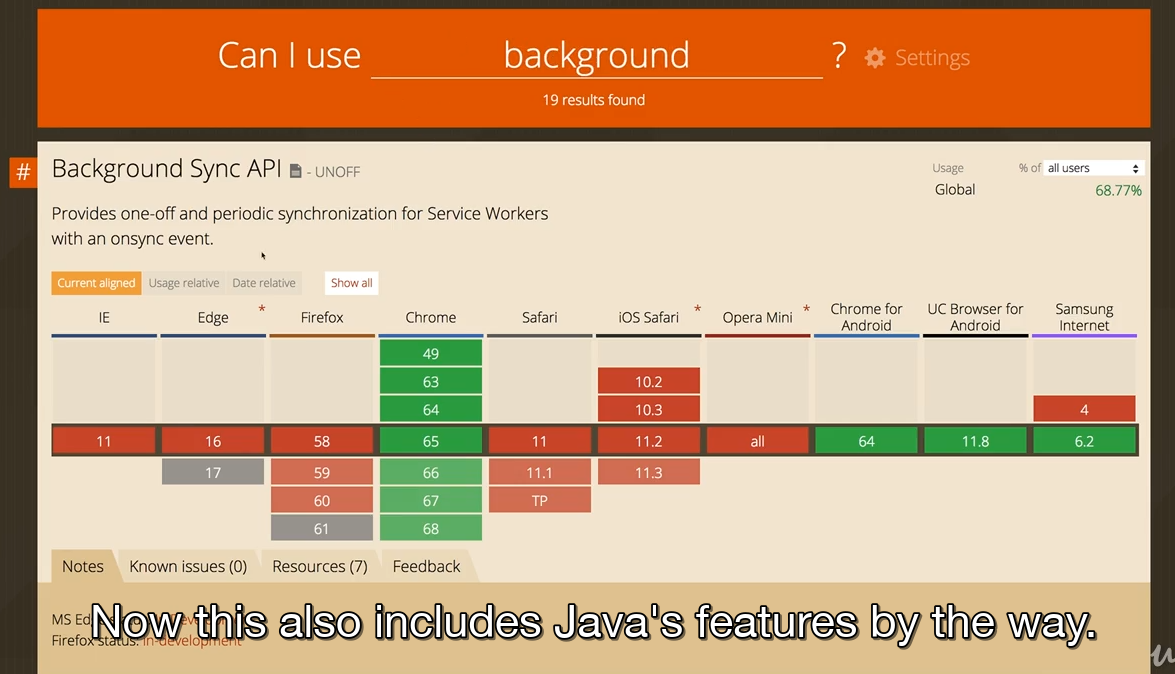 Can I use background ? Settings
19 results found
#
Background Sync API - UNOFF
Usage % of all users
Global 68.77%
Provides one-off and periodic synchronization for Service Workers
with an onsync event.
Current aligned Usage relative Date relative Show all
IE Edge * Firefox Chrome Safari iOS Safari * Opera Mini * Chrome for Android UC Browser for Android Samsung Internet
49
63 10.2
64 10.3 4
11 16 58 65 11 11.2 all 64 11.8 6.2
17 59 66 11.1 11.3
60 67 TP
61 68
Notes Known issues (0) Resources (7) Feedback
MS Ed
Firefox status: in-development
Now this also includes Java's features by the way.